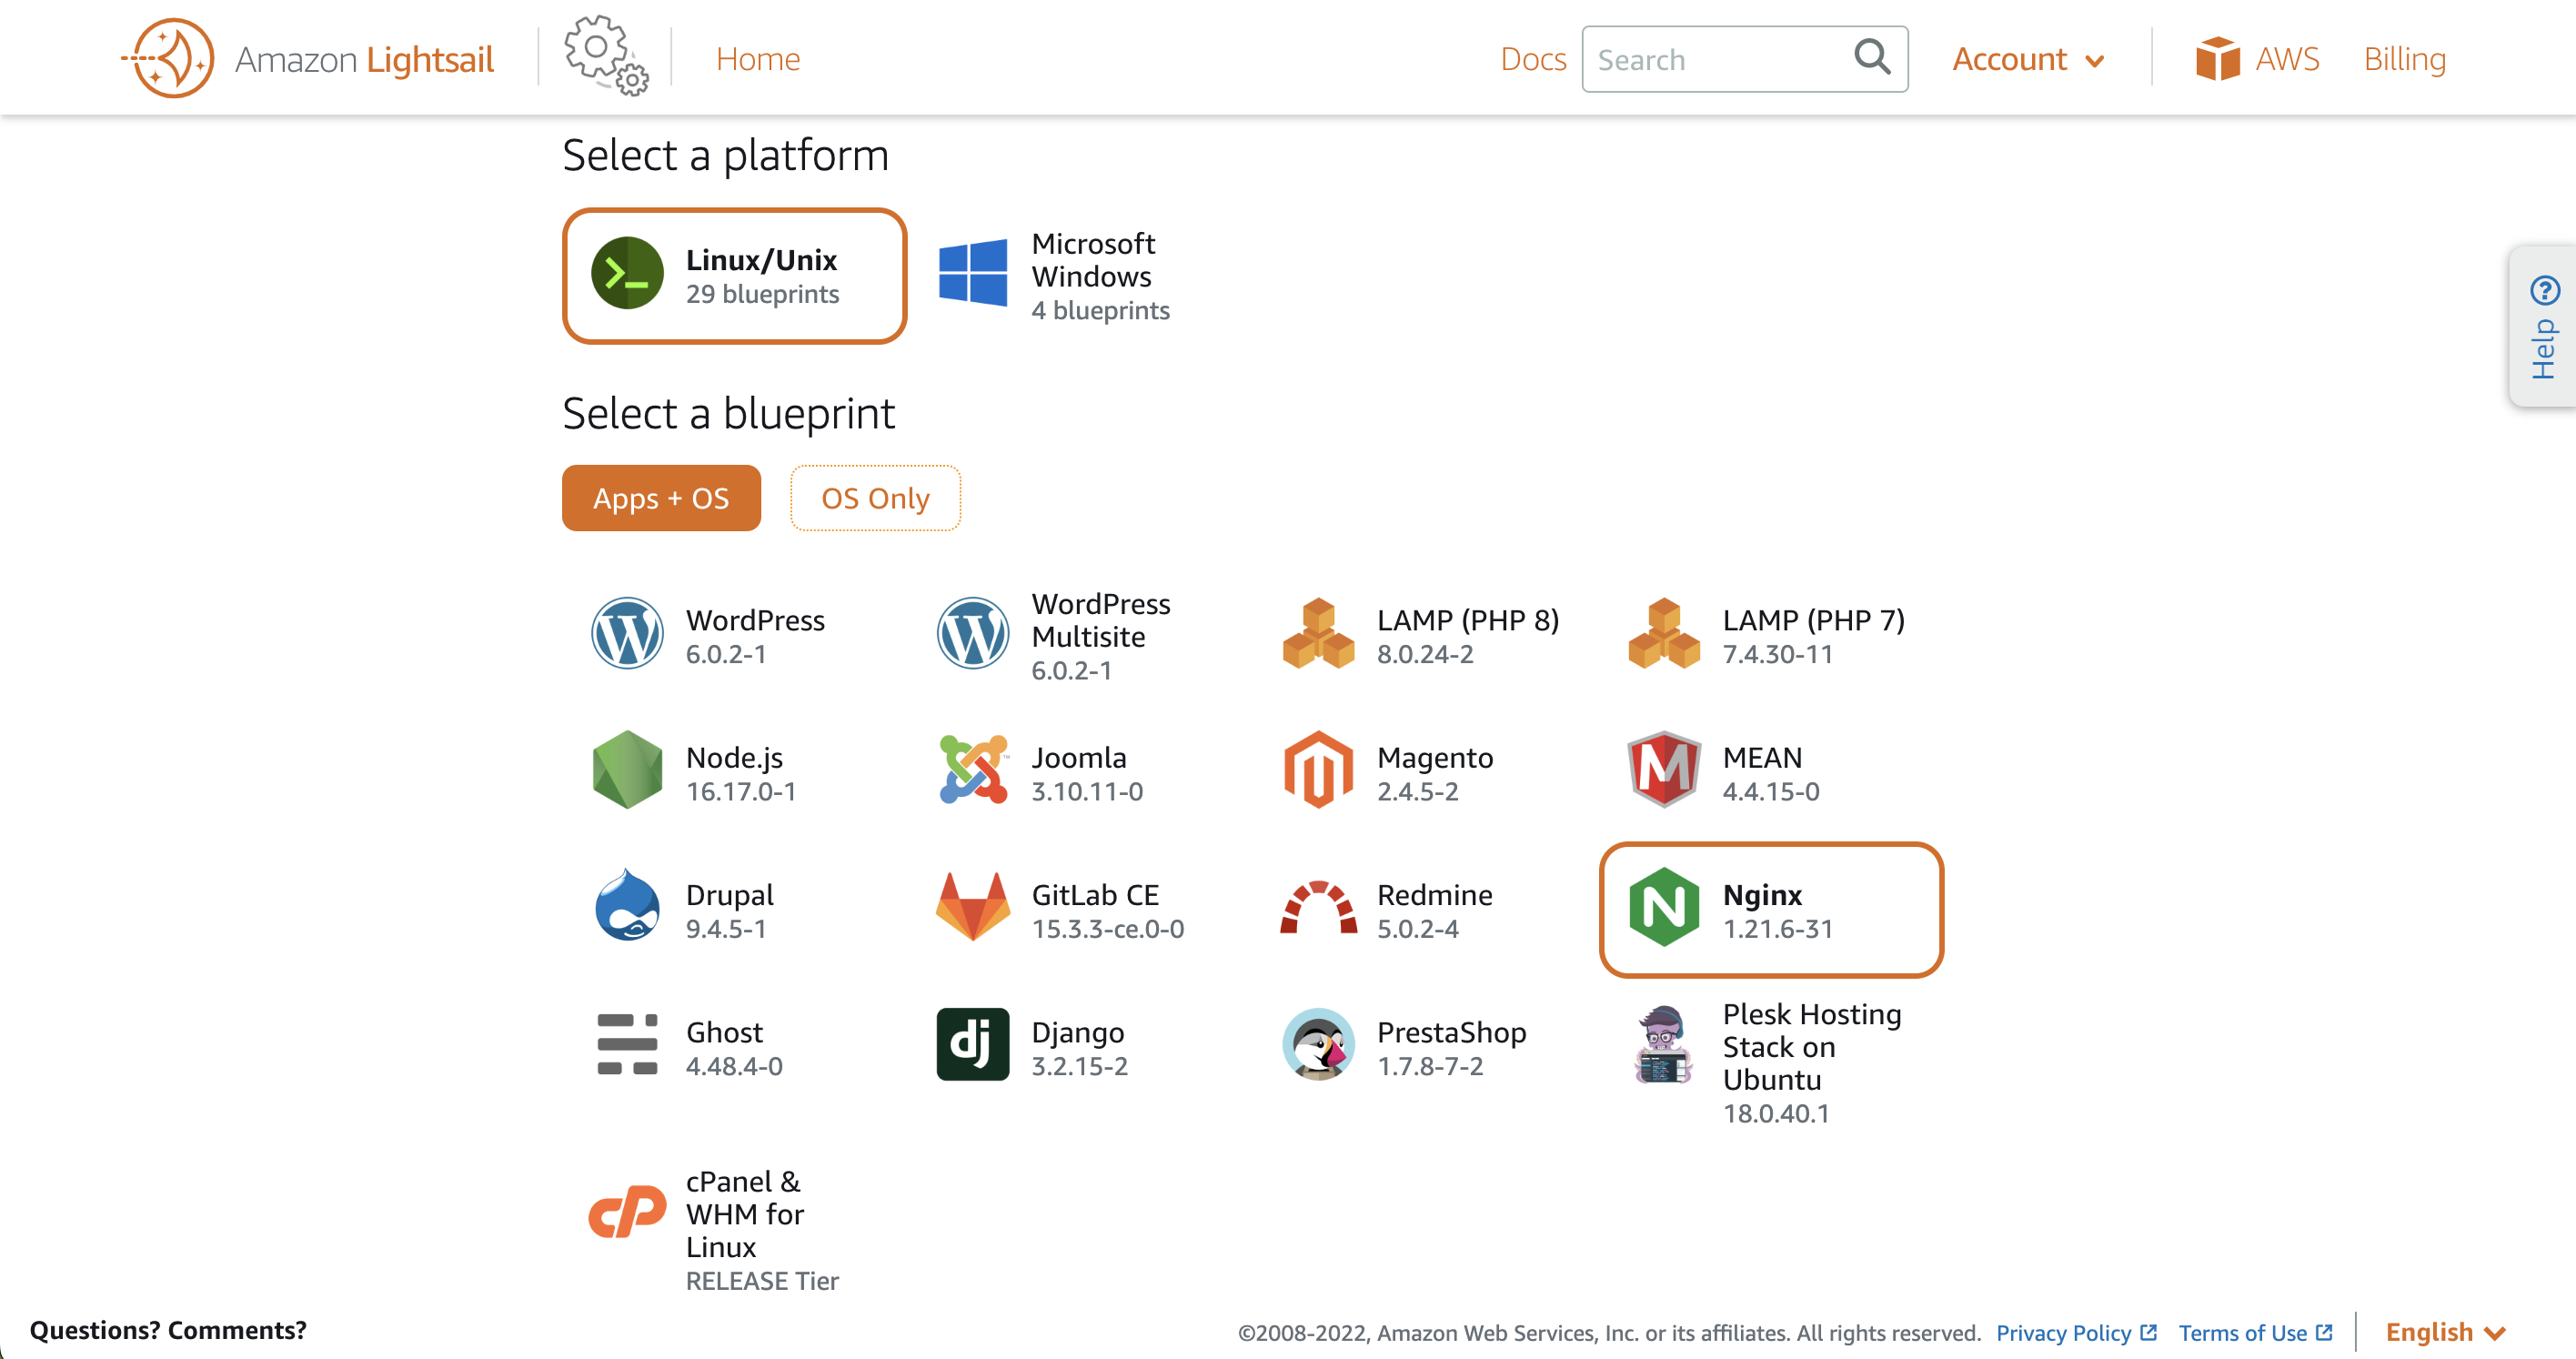 Amazon Lightsail
Home
Docs
Search
Account
AWS
Billing
Select a platform
Linux/Unix
29 blueprints
Microsoft
Windows
4 blueprints
Help
Select a blueprint
Apps + OS
OS Only
WordPress
6.0.2-1
WordPress
Multisite
6.0.2-1
LAMP (PHP 8)
8.0.24-2
LAMP (PHP 7)
7.4.30-11
Node.js
16.17.0-1
Joomla
3.10.11-0
Magento
2.4.5-2
MEAN
4.4.15-0
Drupal
9.4.5-1
GitLab CE
15.3.3-ce.0-0
Redmine
5.0.2-4
Nginx
1.21.6-31
Ghost
4.48.4-0
dj
Django
3.2.15-2
PrestaShop
1.7.8-7-2
Plesk Hosting
Stack on
Ubuntu
18.0.40.1
cP
cPanel &
WHM for
Linux
RELEASE Tier
Questions? Comments?
©2008-2022, Amazon Web Services, Inc. or its affiliates. All rights reserved.
Privacy Policy
Terms of Use
English